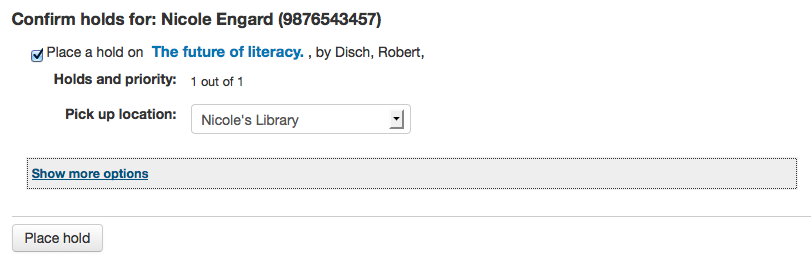 Confirm holds for: Nicole Engard (9876543457)
Place a hold on The future of literacy. , by Disch, Robert,
Holds and priority: 1 out of 1
Pick up location: Nicole's Library
Show more options
Place hold